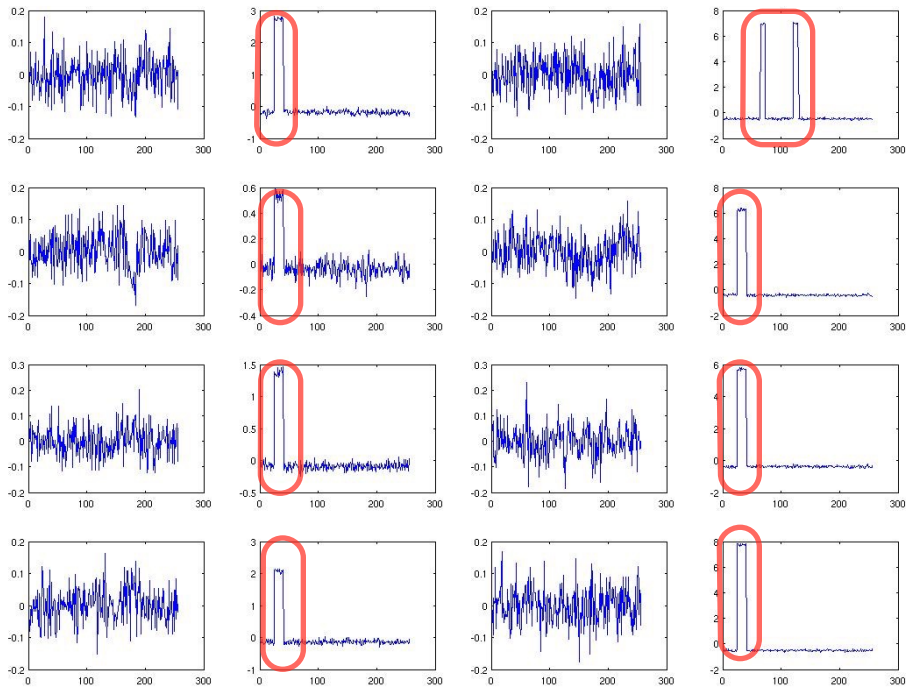 0.2 3 0.2 8
0.1 2 0.1 6
4
0 1 0 2
-0.1 0 -0.1 0
-0.2 -1 -0.2 -2
0 100 200 300 0 100 200 300 0 100 200 300 0 100 200 300
0.2 0.6 0.2 8
0.1 0.4 0.1 6
0.2 4
0 0 0 2
-0.1 -0.2 -0.1 0
-0.2 -0.4 -0.2 -2
0 100 200 300 0 100 200 300 0 100 200 300 0 100 200 300
0.3 1.5 0.3 6
0.2 1 0.2 4
0.1 0.5 0.1 2
0 0
-0.1 0 -0.1 0
-0.2 -0.5 -0.2 -2
0 100 200 300 0 100 200 300 0 100 200 300 0 100 200 300
0.2 3 0.2 8
0.1 2 0.1 6
4
0 1 0 2
-0.1 0 -0.1 0
-0.2 -1 -0.2 -2
0 100 200 300 0 100 200 300 0 100 200 300 0 100 200 300